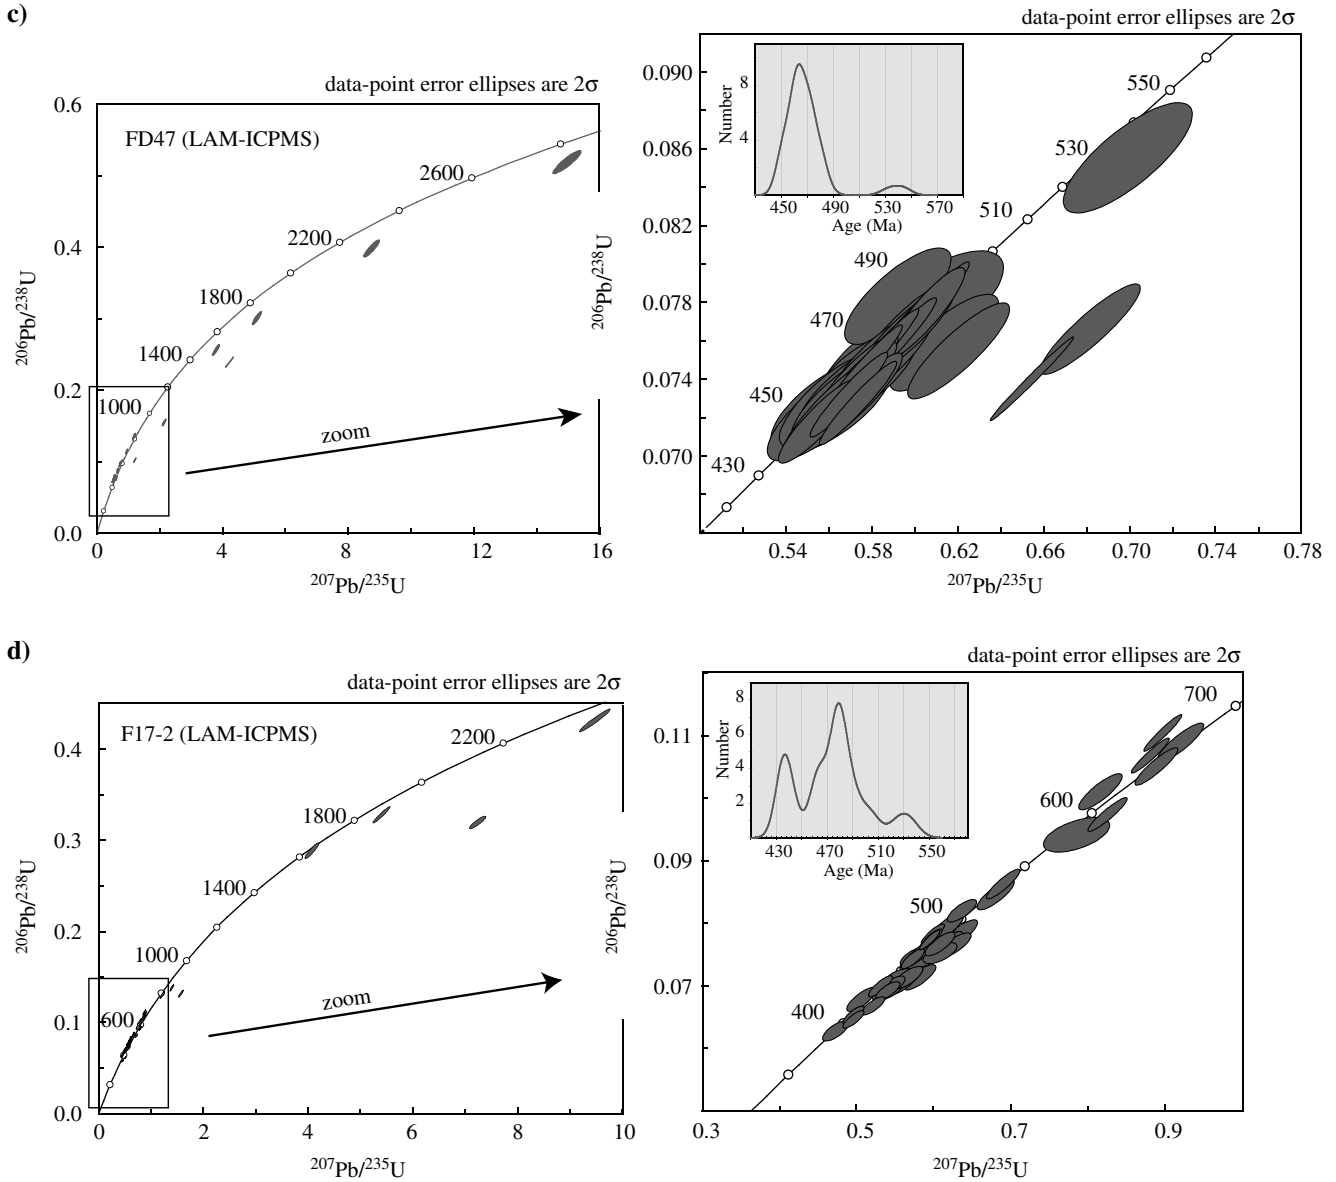 c)
data-point error ellipses are 2σ
FD47 (LAM-ICPMS)
0.6
0.4
0.2
0.0
206Pb/238U
1000
1400
1800
2200
2600
zoom
0 4 8 12 16
207Pb/235U
data-point error ellipses are 2σ
206Pb/238U
0.090
0.086
0.082
0.078
0.074
0.070
Number
8
4
450 490 530 570
Age (Ma)
550
530
510
490
470
450
430
0.54 0.58 0.62 0.66 0.70 0.74 0.78
207Pb/235U
d)
data-point error ellipses are 2σ
F17-2 (LAM-ICPMS)
0.4
0.3
0.2
0.1
0.0
206Pb/238U
2200
1800
1400
1000
600
zoom
0 2 4 6 8 10
207Pb/235U
data-point error ellipses are 2σ
206Pb/238U
0.11
0.09
0.07
Number
8
6
4
2
430 470 510 550
Age (Ma)
700
600
500
400
0.3 0.5 0.7 0.9
207Pb/235U